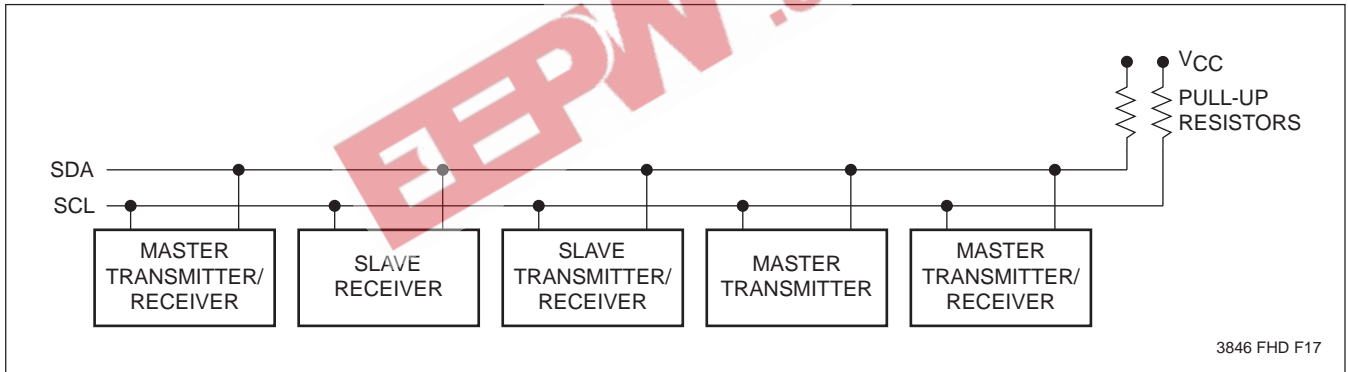 EEPW
VCC
PULL-UP
RESISTORS
SDA
SCL
MASTER
TRANSMITTER/
RECEIVER
SLAVE
RECEIVER
SLAVE
TRANSMITTER/
RECEIVER
MASTER
TRANSMITTER
MASTER
TRANSMITTER/
RECEIVER
3846 FHD F17